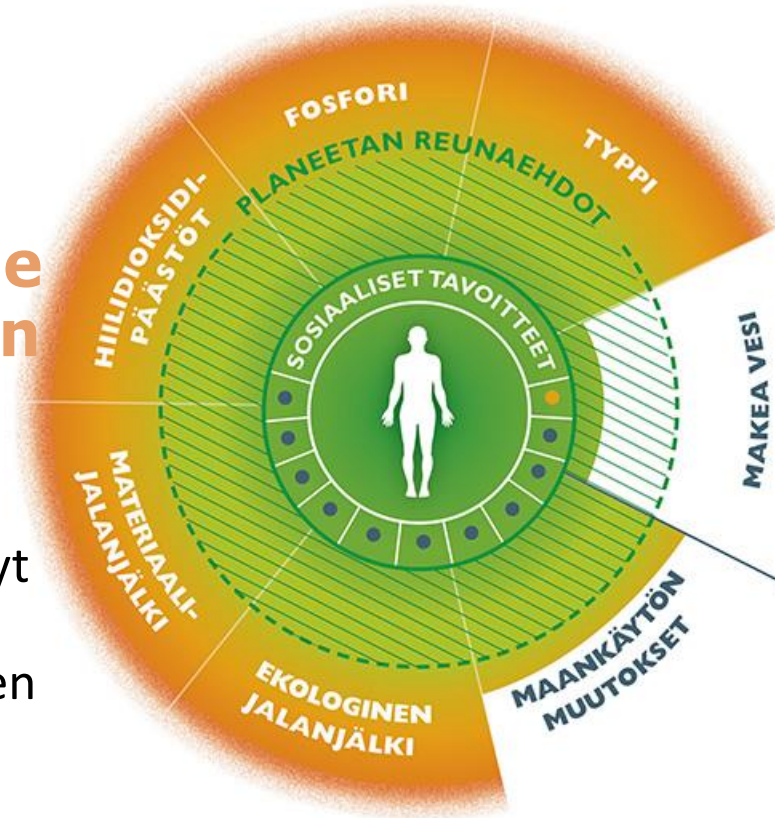 FOSFORI
TYPPI
PLANEETAN REUNAEHDOT
HIILIDIOKSIDI-
PÄÄSTÖT
SOSIAALISET TAVOITTEET
MAKEA VESI
MATERIAALI-
JALANJÄLKI
EKOLOGINEN
JALANJÄLKI
MAANKÄYTÖN
MUUTOKSET